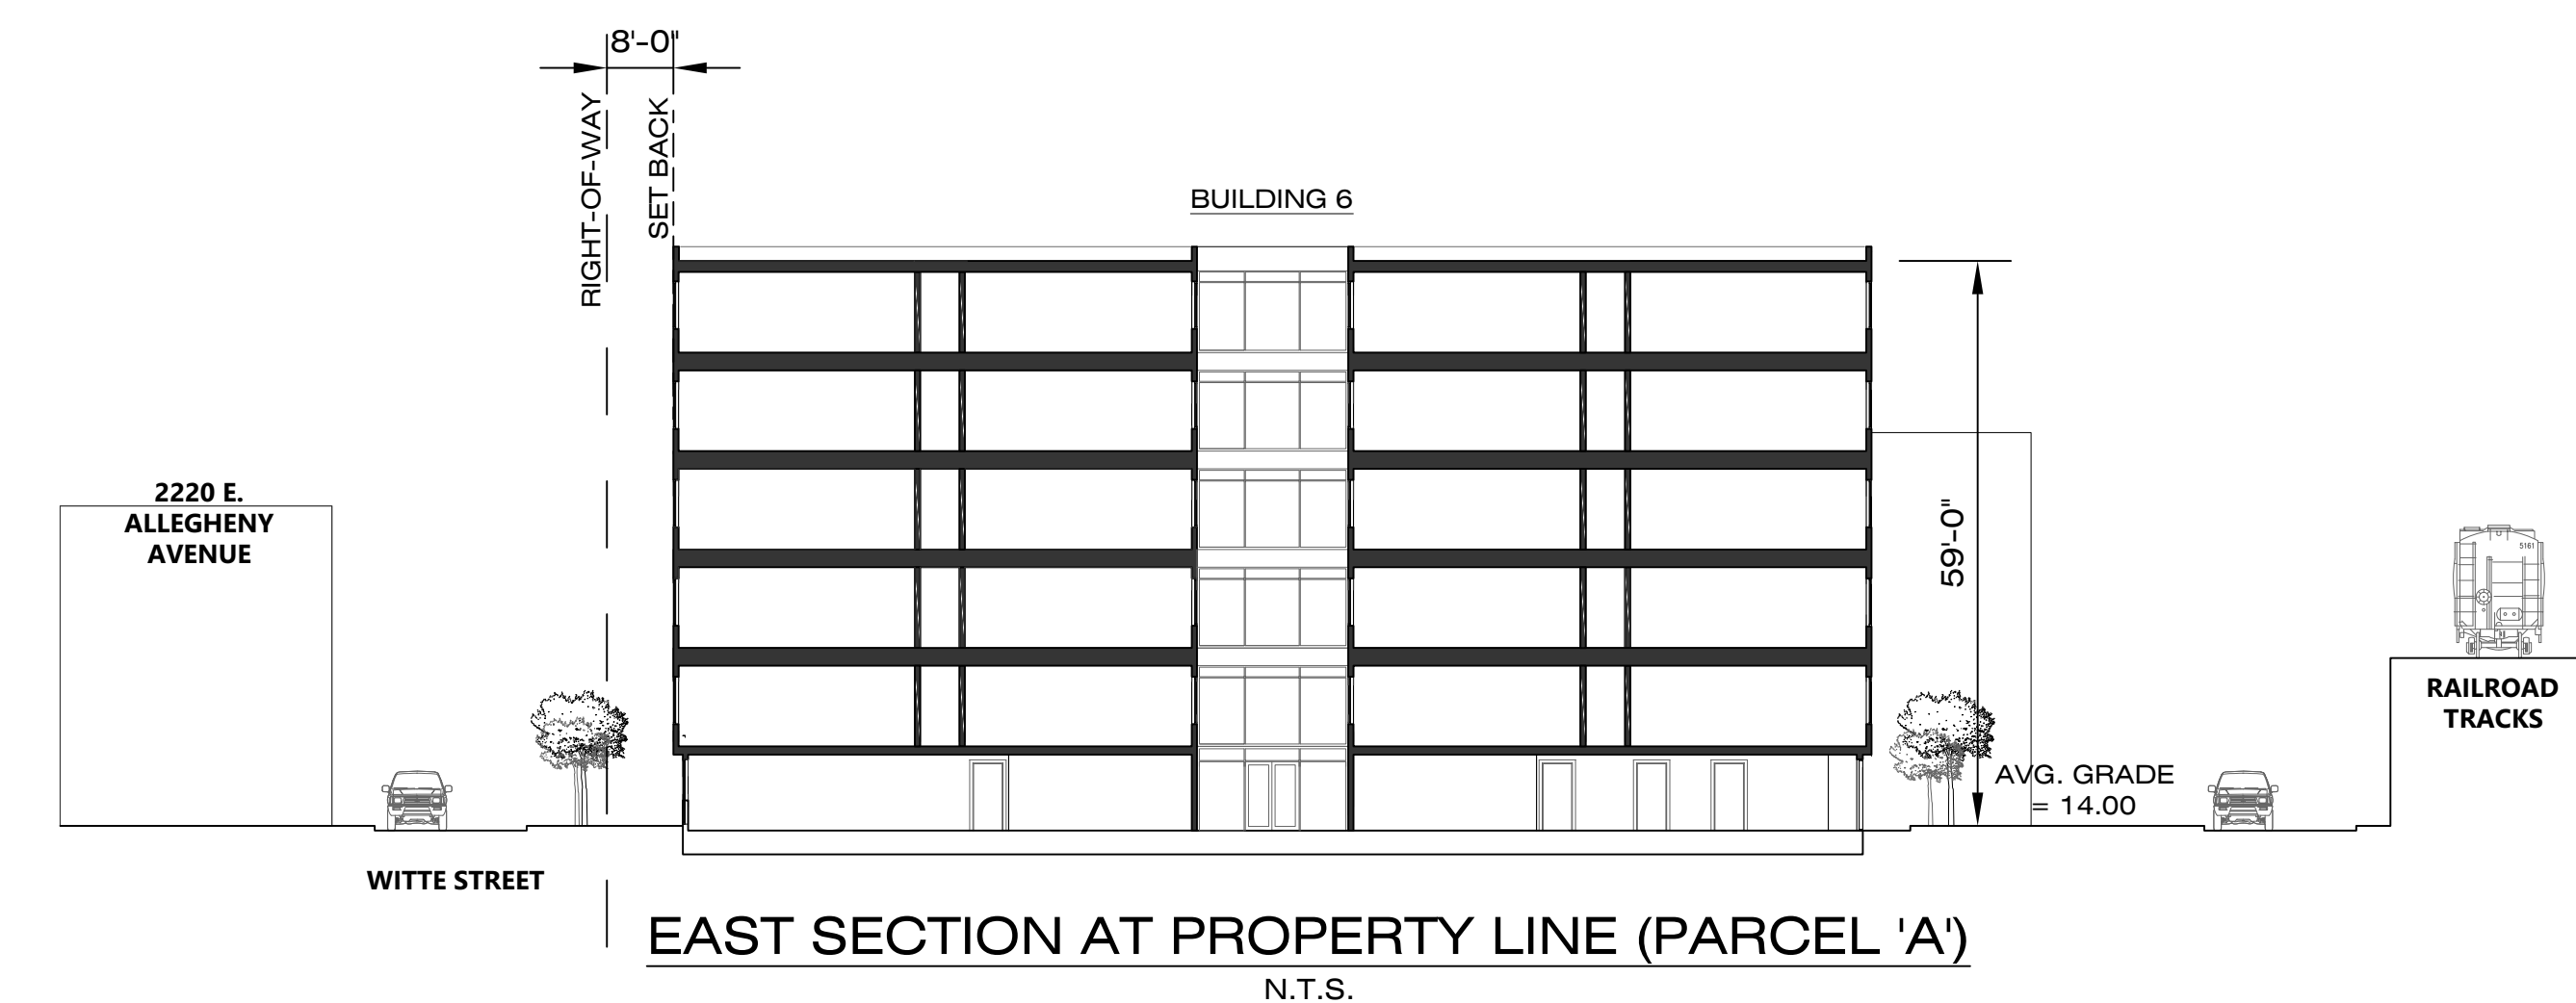 8'-0"
RIGHT-OF-WAY
SET BACK
BUILDING 6
2220 E.
ALLEGHENY
AVENUE
59'-0"
5161
RAILROAD
TRACKS
AVG. GRADE
= 14.00
WITTE STREET
EAST SECTION AT PROPERTY LINE (PARCEL 'A')
N.T.S.